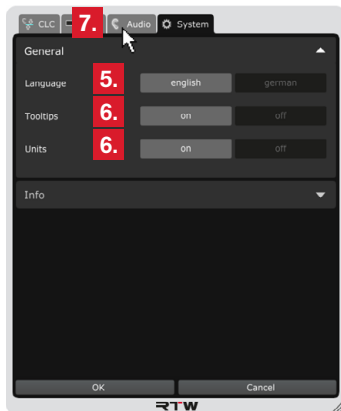 CLC 7. Audio System
General
Language 5. english german
Tooltips 6. on off
Units 6. on off
Info
OK Cancel
RTW